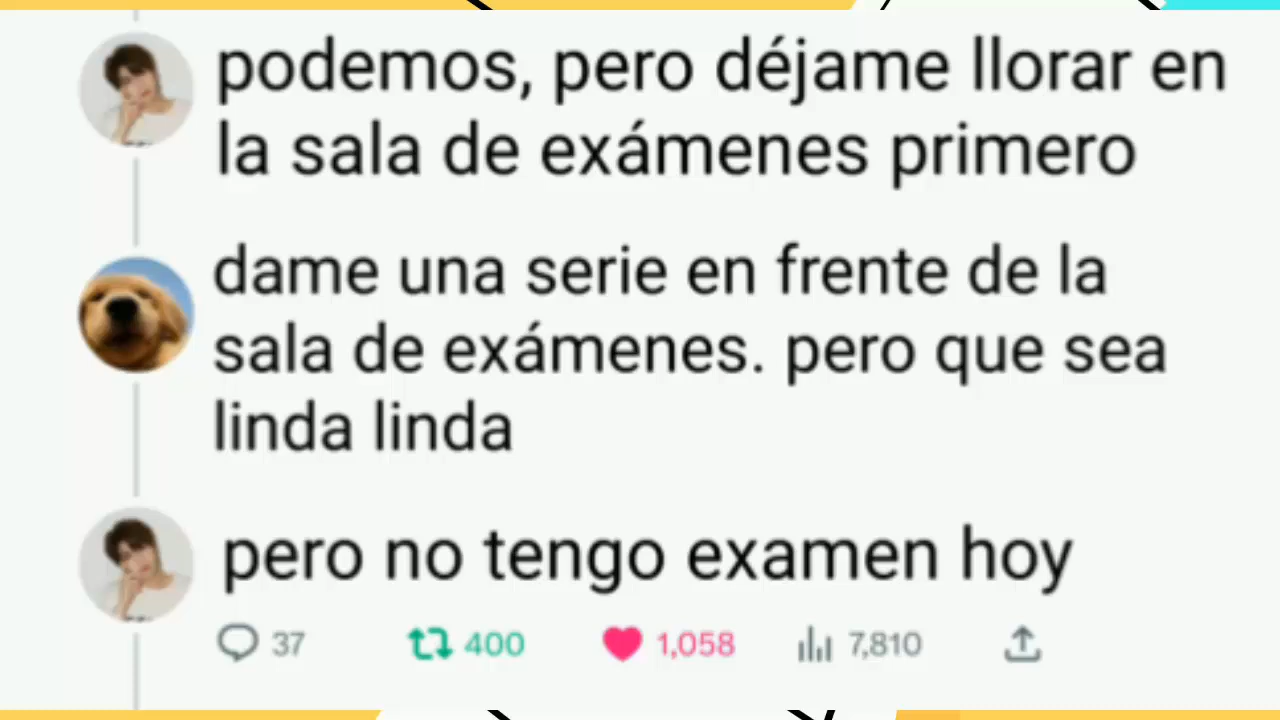 podemos, pero déjame llorar en
la sala de exámenes primero
dame una serie en frente de la
sala de exámenes. pero que sea
linda linda
pero no tengo examen hoy
37 400 1,058 7,810